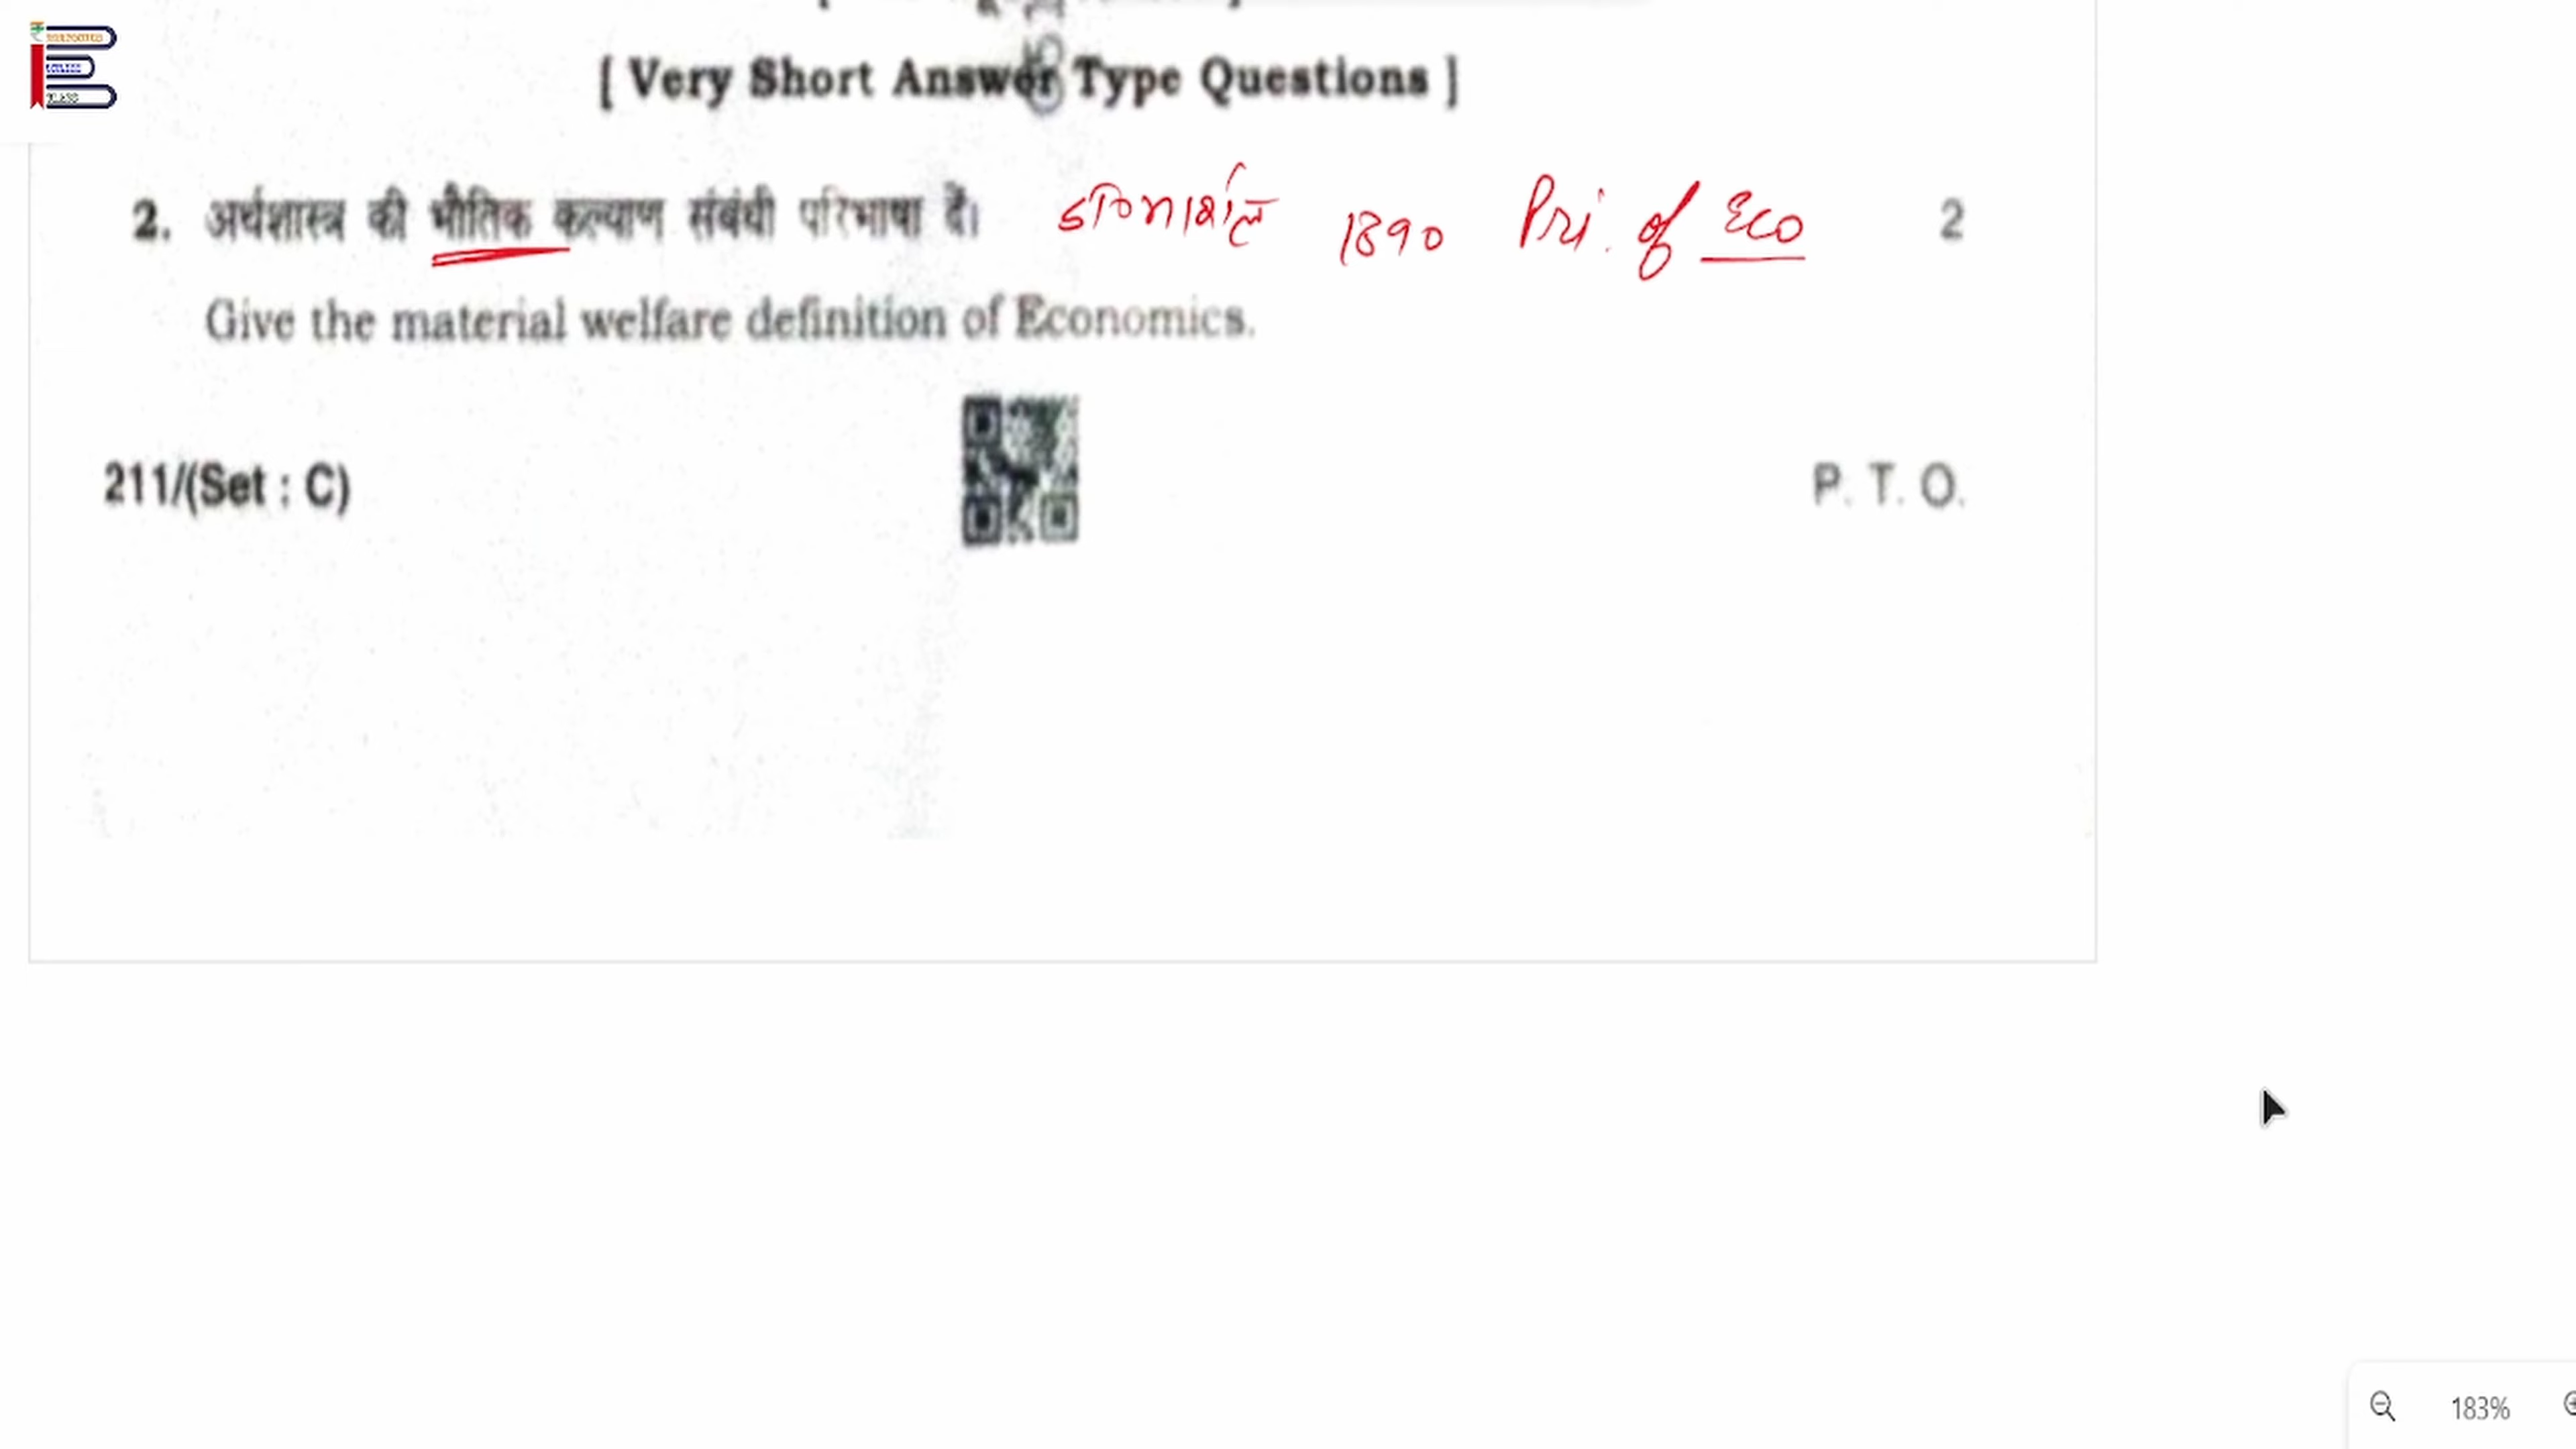 [ Very Short Answer Type Questions ]
2. अर्थशास्त्र की भौतिक कल्याण संबंधी परिभाषा दें। 1890 Pri. of Eco 2
Give the material welfare definition of Economics.
211/(Set : C) P. T. O.
183%